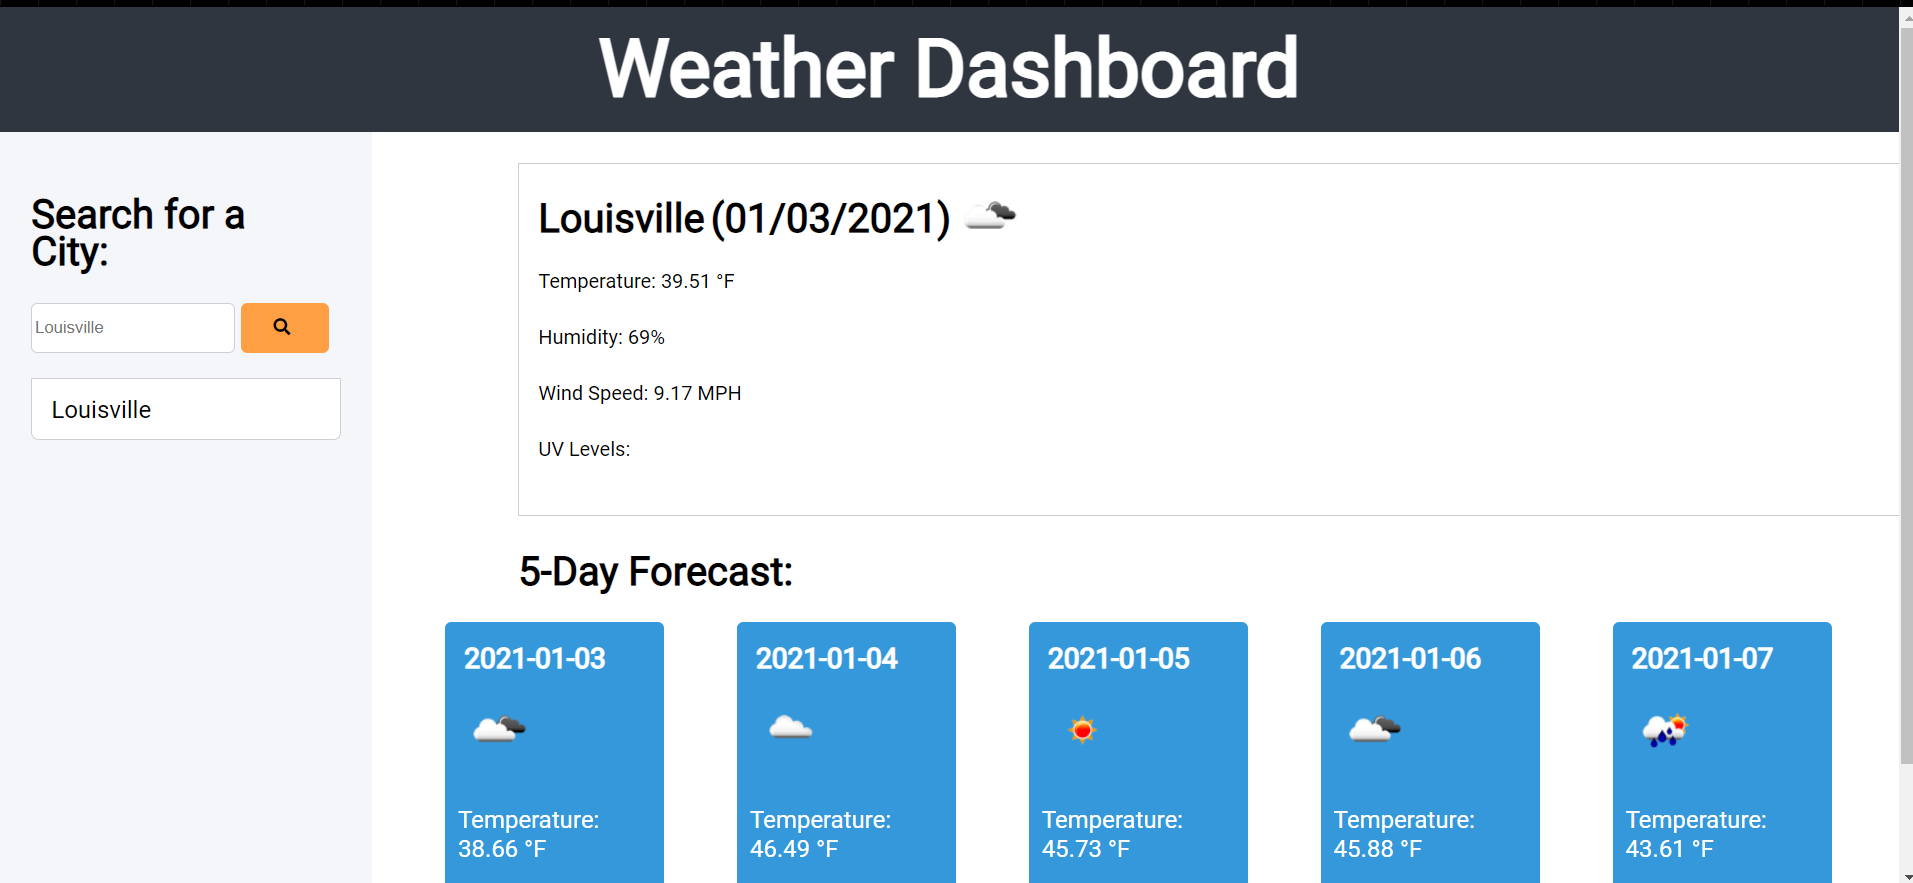 Weather Dashboard
Search for a
City:
Louisville
Louisville
Louisville (01/03/2021)
Temperature: 39.51 °F
Humidity: 69%
Wind Speed: 9.17 MPH
UV Levels:
5-Day Forecast:
2021-01-03
Temperature:
38.66 °F
2021-01-04
Temperature:
46.49 °F
2021-01-05
Temperature:
45.73 °F
2021-01-06
Temperature:
45.88 °F
2021-01-07
Temperature:
43.61 °F